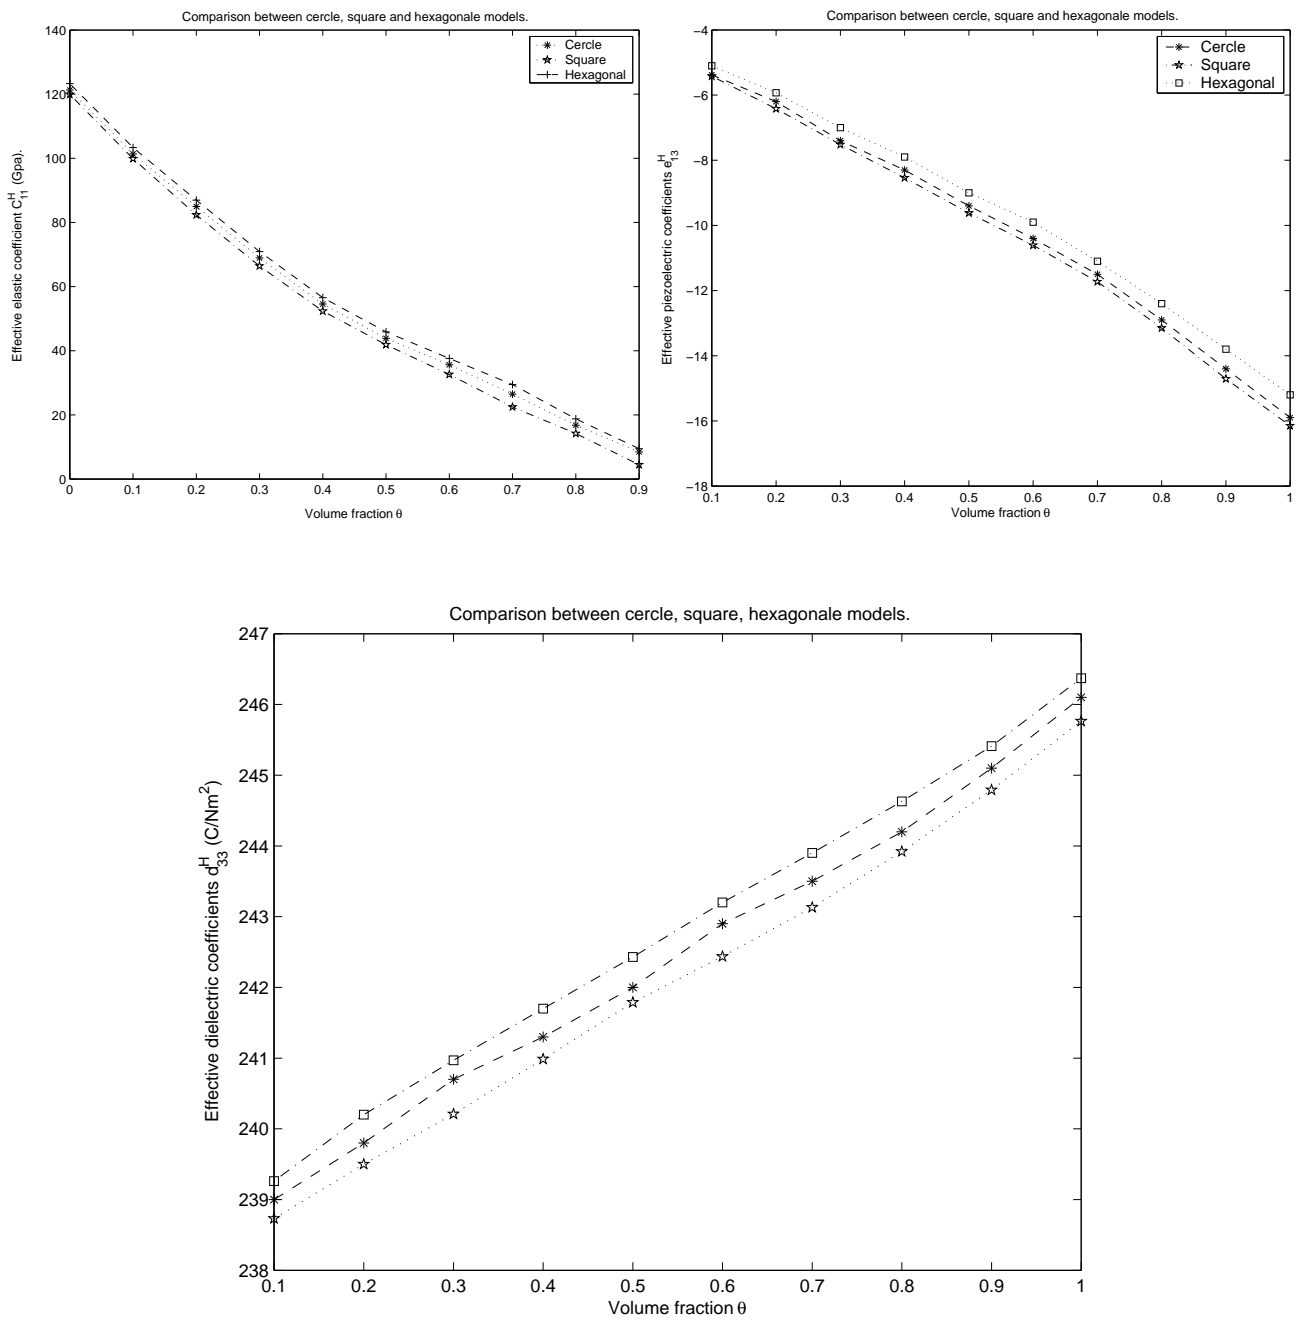 Comparison between cercle, square and hexagonale models.
140
120
100
80
60
40
20
0
Effective elastic coefficient C₁₁ᴴ (Gpa).
Cercle
Square
Hexagonal
0 0.1 0.2 0.3 0.4 0.5 0.6 0.7 0.8 0.9
Volume fraction θ
Comparison between cercle, square and hexagonale models.
−4
−6
−8
−10
−12
−14
−16
−18
Effective piezoelectric coefficients e₁₃ᴴ
Cercle
Square
Hexagonal
0.1 0.2 0.3 0.4 0.5 0.6 0.7 0.8 0.9 1
Volume fraction θ
Comparison between cercle, square, hexagonale models.
247
246
245
244
243
242
241
240
239
238
Effective dielectric coefficients d₃₃ᴴ (C/Nm²)
0.1 0.2 0.3 0.4 0.5 0.6 0.7 0.8 0.9 1
Volume fraction θ